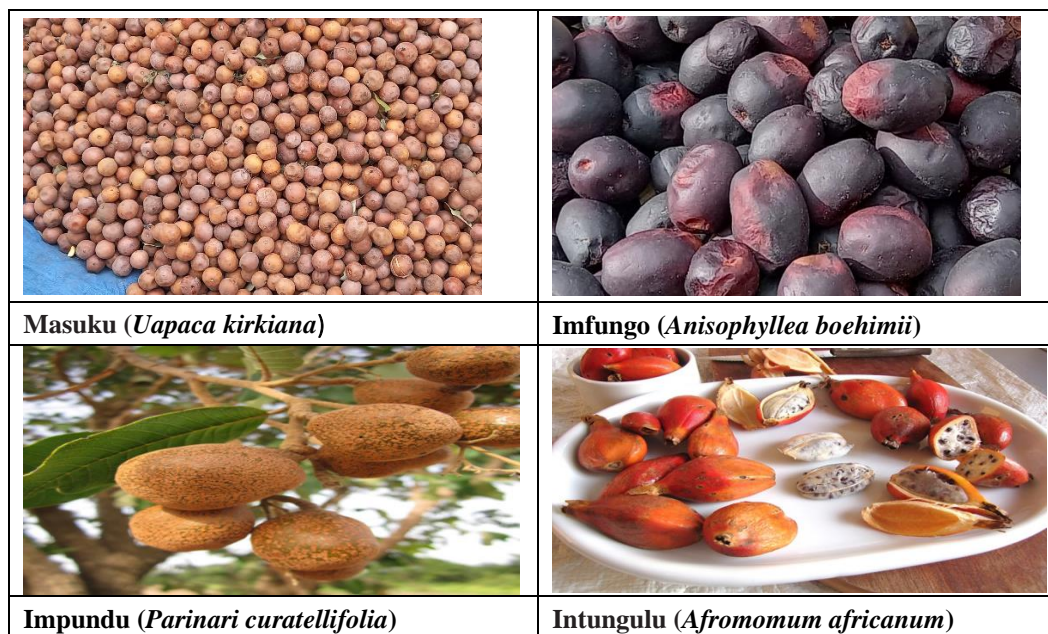 Masuku (Uapaca kirkiana)
Imfungo (Anisophyllea boehimii)
Impundu (Parinari curatellifolia)
Intungulu (Afromomum africanum)